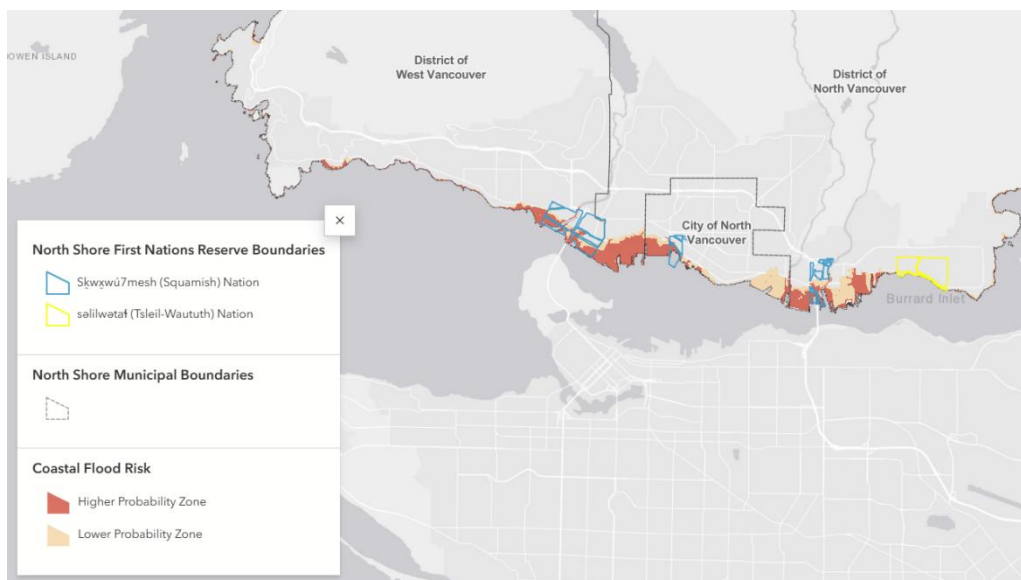 BOWEN ISLAND
District of
West Vancouver
District of
North Vancouver
City of North
Vancouver
Burrard Inlet
×
North Shore First Nations Reserve Boundaries
Sḵwx̱wú7mesh (Squamish) Nation
səlilwətaɬ (Tsleil-Waututh) Nation
North Shore Municipal Boundaries
Coastal Flood Risk
Higher Probability Zone
Lower Probability Zone